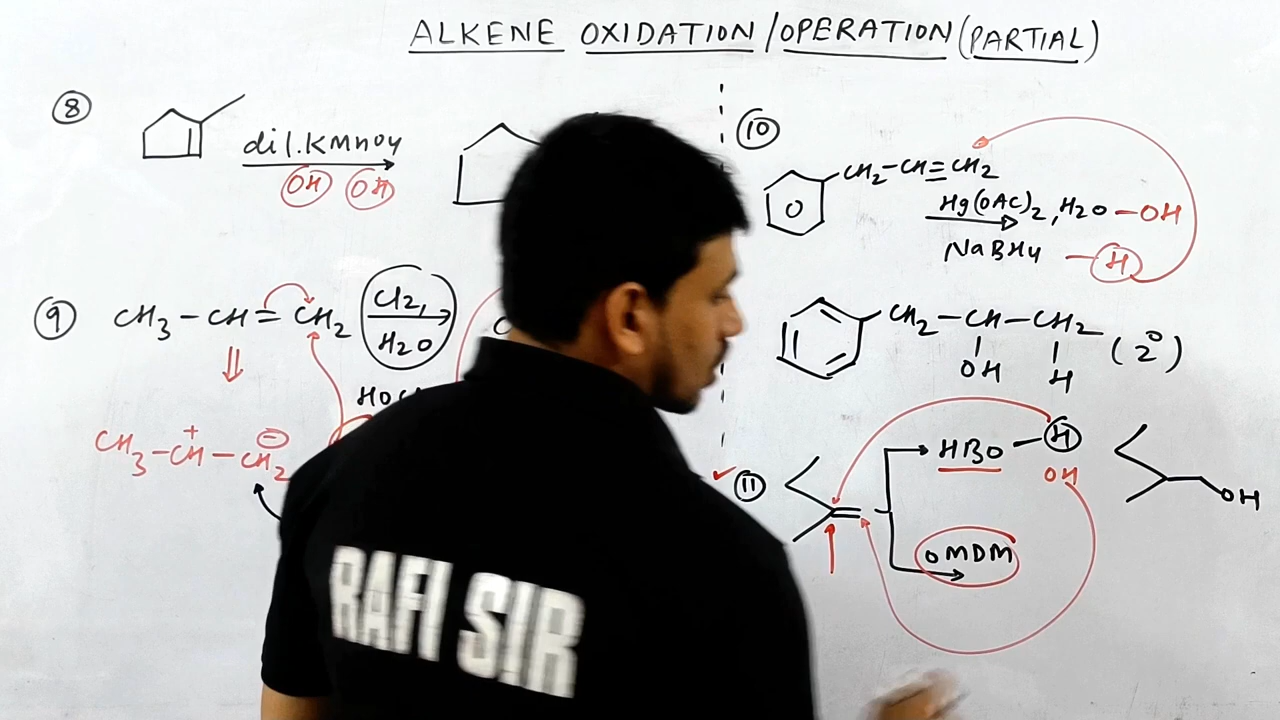 ALKENE OXIDATION/OPERATION (PARTIAL)
⑧
dil.KMnO4
OH OH
⑨ CH3-CH=CH2
Cl2,
H2O
CH3-CH-CH2
+ ⊖
⑩
CH2-CH=CH2
O
Hg(OAC)2,H2O-OH
NaBH4 -H
CH2-CH-CH2 (2°)
OH H
⑪
HBO-H
OH
OH
OMDM
RAFI SIR